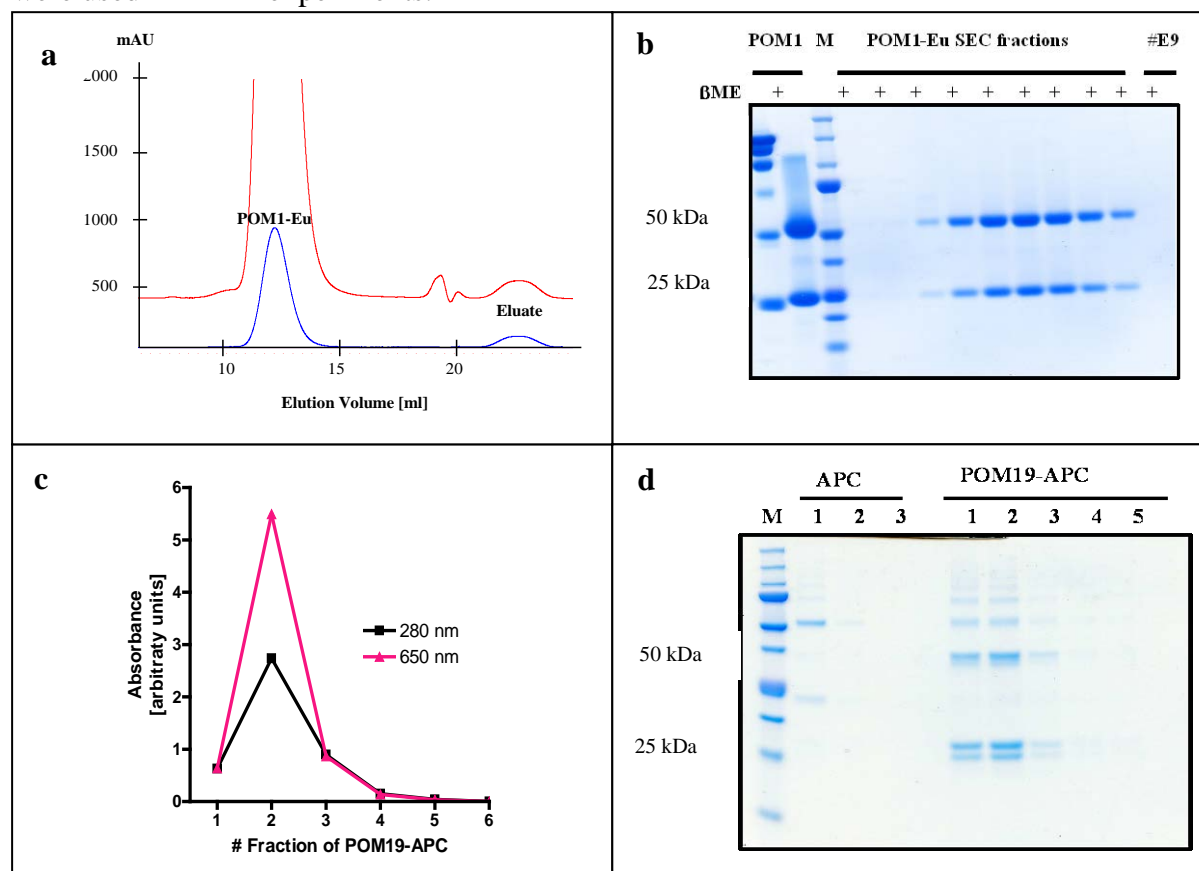 a
mAU
2000
1500
1000
500
POM1-Eu
Eluate
10 15 20
Elution Volume [ml]
b
POM1 M POM1-Eu SEC fractions #E9
ßME + + + + + + + + + + +
50 kDa
25 kDa
c
6
5
4
3
2
1
0
Absorbance
[arbitraty units]
280 nm
650 nm
1 2 3 4 5 6
# Fraction of POM19-APC
d
APC POM19-APC
M 1 2 3 1 2 3 4 5
50 kDa
25 kDa